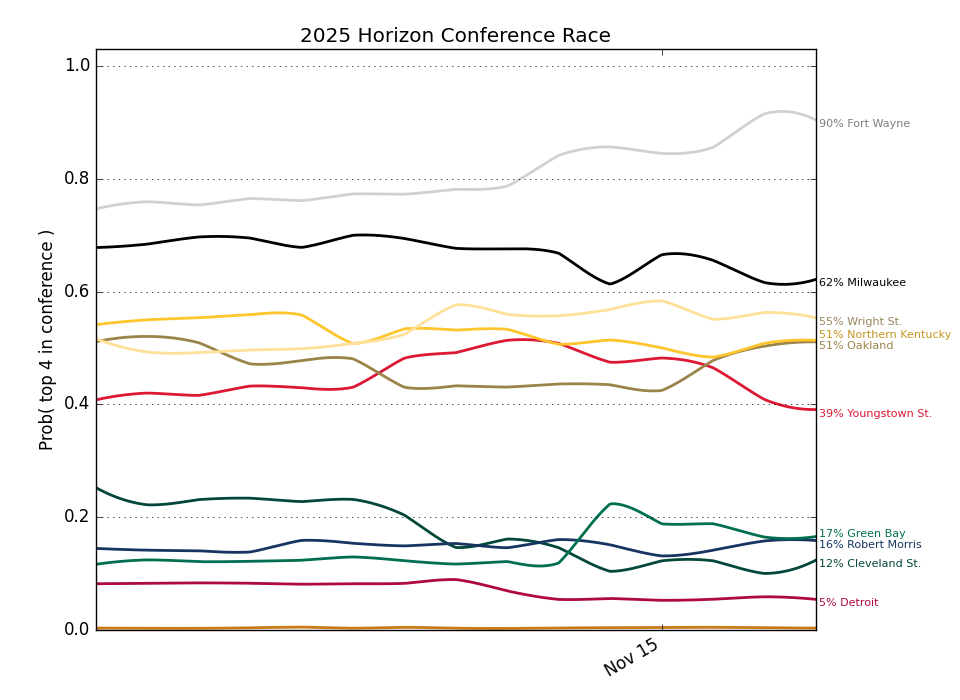 2025 Horizon Conference Race
Prob( top 4 in conference )
1.0
0.8
0.6
0.4
0.2
0.0
Nov 15
90% Fort Wayne
62% Milwaukee
55% Wright St.
51% Northern Kentucky
51% Oakland
39% Youngstown St.
17% Green Bay
16% Robert Morris
12% Cleveland St.
5% Detroit